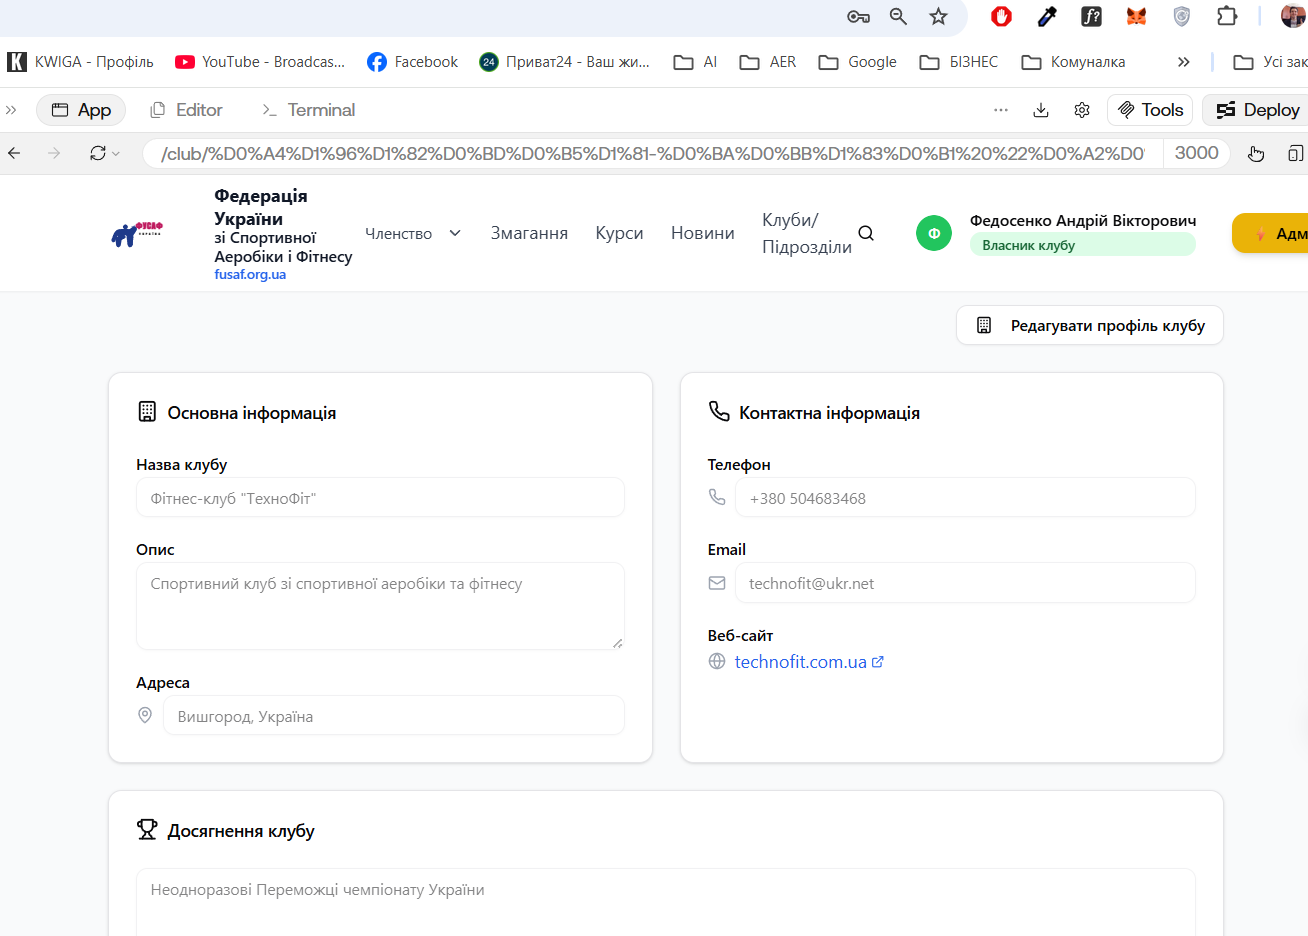 KWIGA - Профіль
YouTube - Broadcas...
Facebook
24
Приват24 - Ваш жи...
AI
AER
Google
БІЗНЕС
Комуналка
»
Усі зак
»
App
Editor
>_ Terminal
...
Tools
Deploy
/club/%D0%A4%D1%96%D1%82%D0%BD%D0%B5%D1%81-%D0%BA%D0%BB%D1%83%D0%B1%20%22%D0%A2%D0
3000
ФУСАФ
УКРАЇНА
Федерація
України
зі Спортивної
Аеробіки і Фітнесу
fusaf.org.ua
Членство
Змагання
Курси
Новини
Клуби/
Підрозділи
Ф
Федосенко Андрій Вікторович
Власник клубу
Адм
Редагувати профіль клубу
Основна інформація
Назва клубу
Фітнес-клуб "ТехноФіт"
Опис
Спортивний клуб зі спортивної аеробіки та фітнесу
Адреса
Вишгород, Україна
Контактна інформація
Телефон
+380 504683468
Email
technofit@ukr.net
Веб-сайт
technofit.com.ua
Досягнення клубу
Неодноразові Переможці чемпіонату України